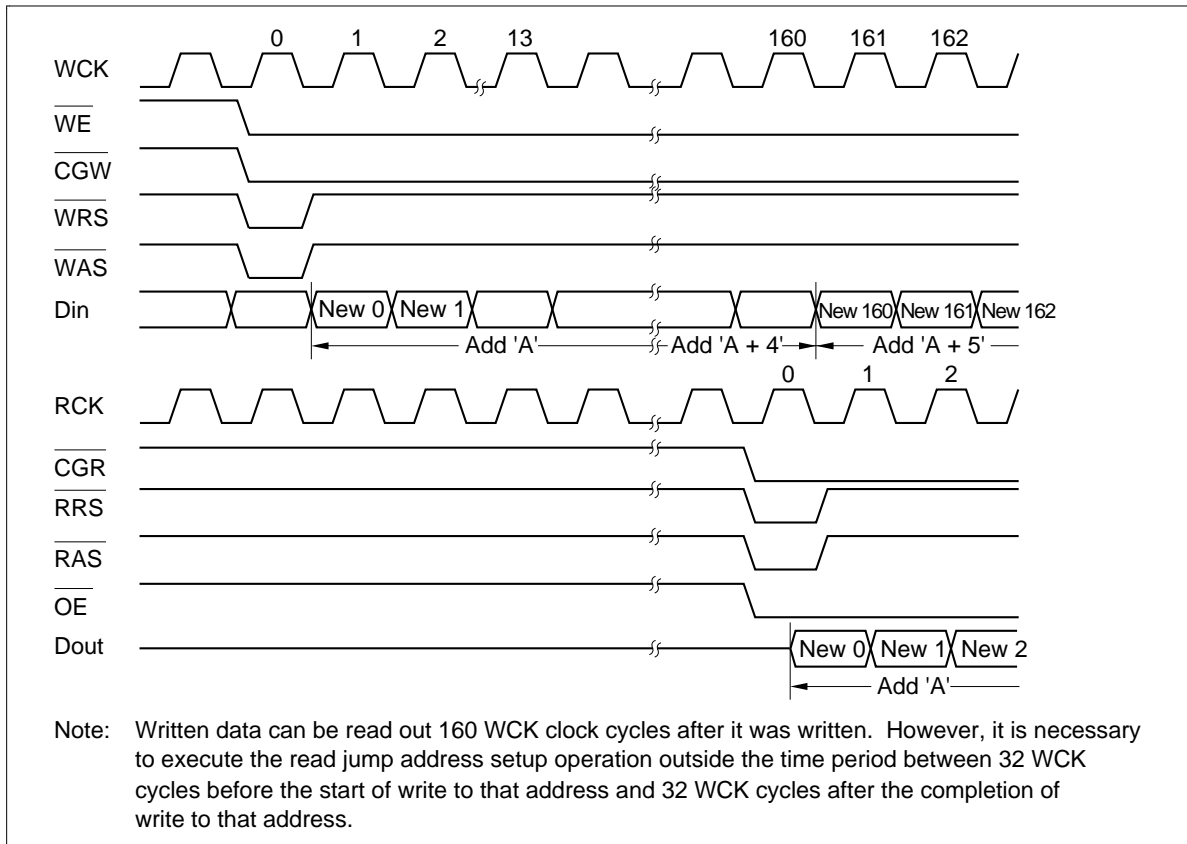 0 1 2 13 160 161 162
WCK
WE
CGW
WRS
WAS
Din New 0 New 1 New 160 New 161 New 162
Add 'A' Add 'A + 4' Add 'A + 5'
0 1 2
RCK
CGR
RRS
RAS
OE
Dout New 0 New 1 New 2
Add 'A'
Note: Written data can be read out 160 WCK clock cycles after it was written. However, it is necessary
to execute the read jump address setup operation outside the time period between 32 WCK
cycles before the start of write to that address and 32 WCK cycles after the completion of
write to that address.